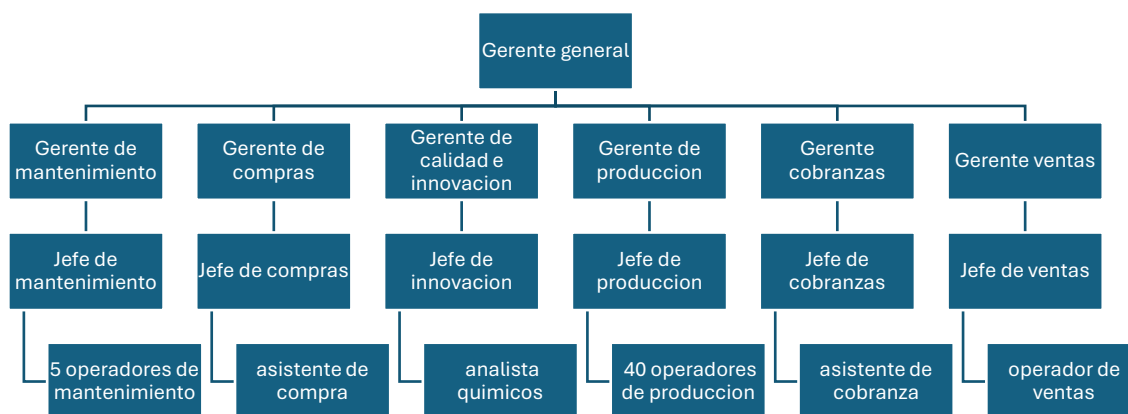 Gerente general
Gerente de
mantenimiento
Gerente de
compras
Gerente de
calidad e
innovacion
Gerente de
produccion
Gerente
cobranzas
Gerente ventas
Jefe de
mantenimiento
Jefe de compras
Jefe de
innovacion
Jefe de
produccion
Jefe de
cobranzas
Jefe de ventas
5 operadores de
mantenimiento
asistente de
compra
analista
quimicos
40 operadores
de produccion
asistente de
cobranza
operador de
ventas